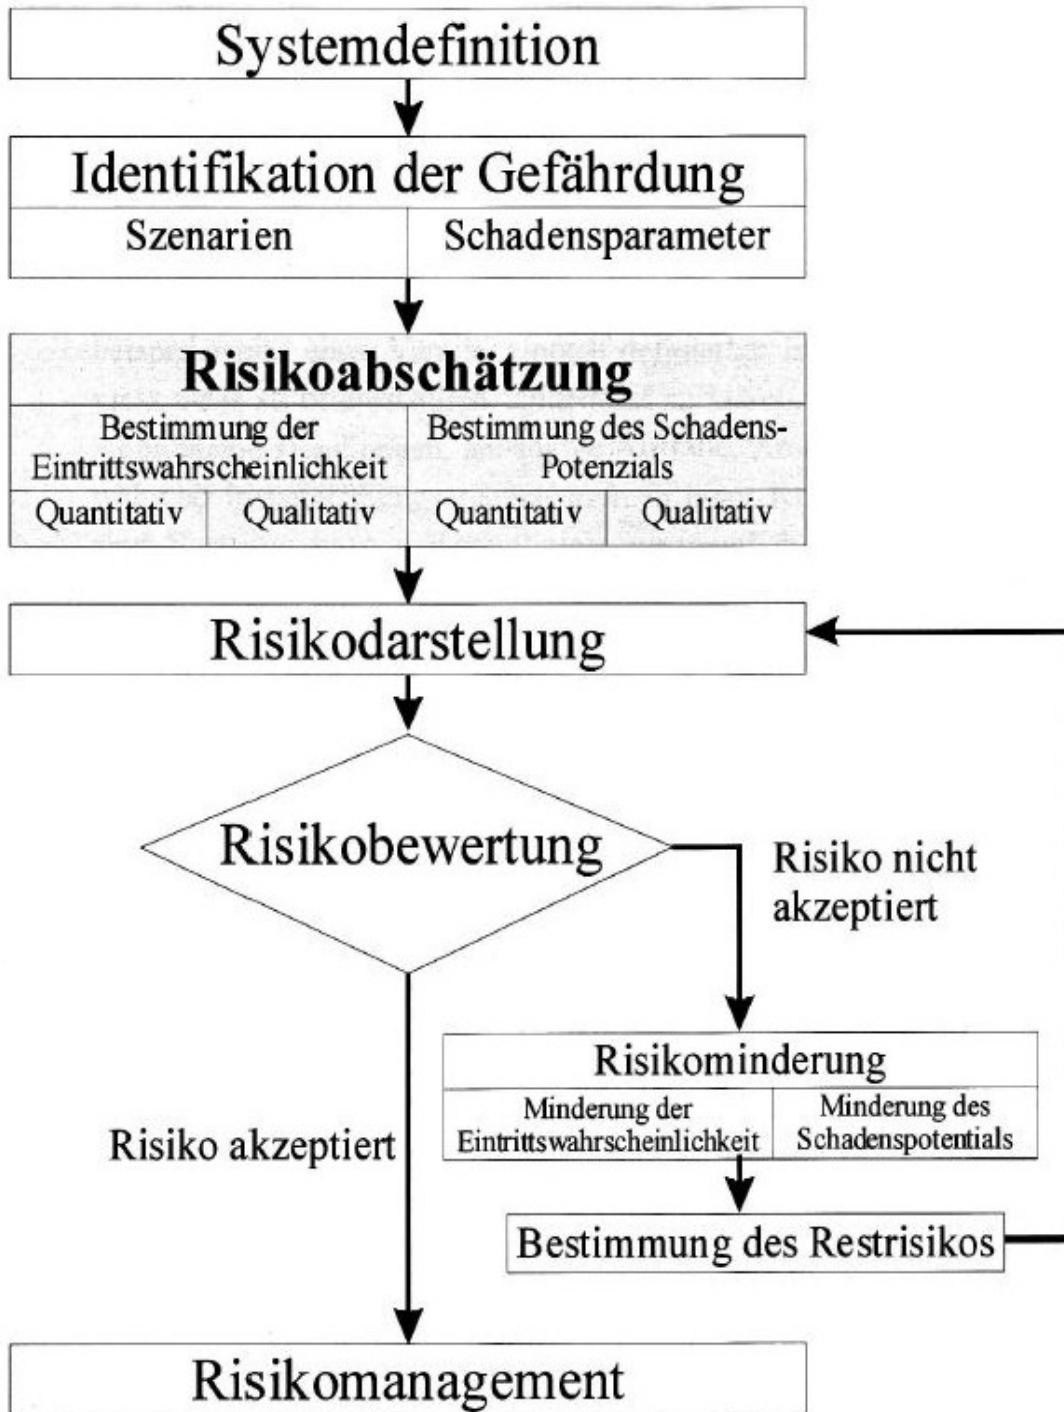 Systemdefinition
Identifikation der Gefährdung
Szenarien
Schadensparameter
Risikoabschätzung
Bestimmung der
Eintrittswahrscheinlichkeit
Bestimmung des Schadens-
Potenzials
Quantitativ
Qualitativ
Quantitativ
Qualitativ
Risikodarstellung
Risikobewertung
Risiko nicht
akzeptiert
Risikominderung
Minderung der
Eintrittswahrscheinlichkeit
Minderung des
Schadenspotentials
Risiko akzeptiert
Bestimmung des Restrisikos
Risikomanagement